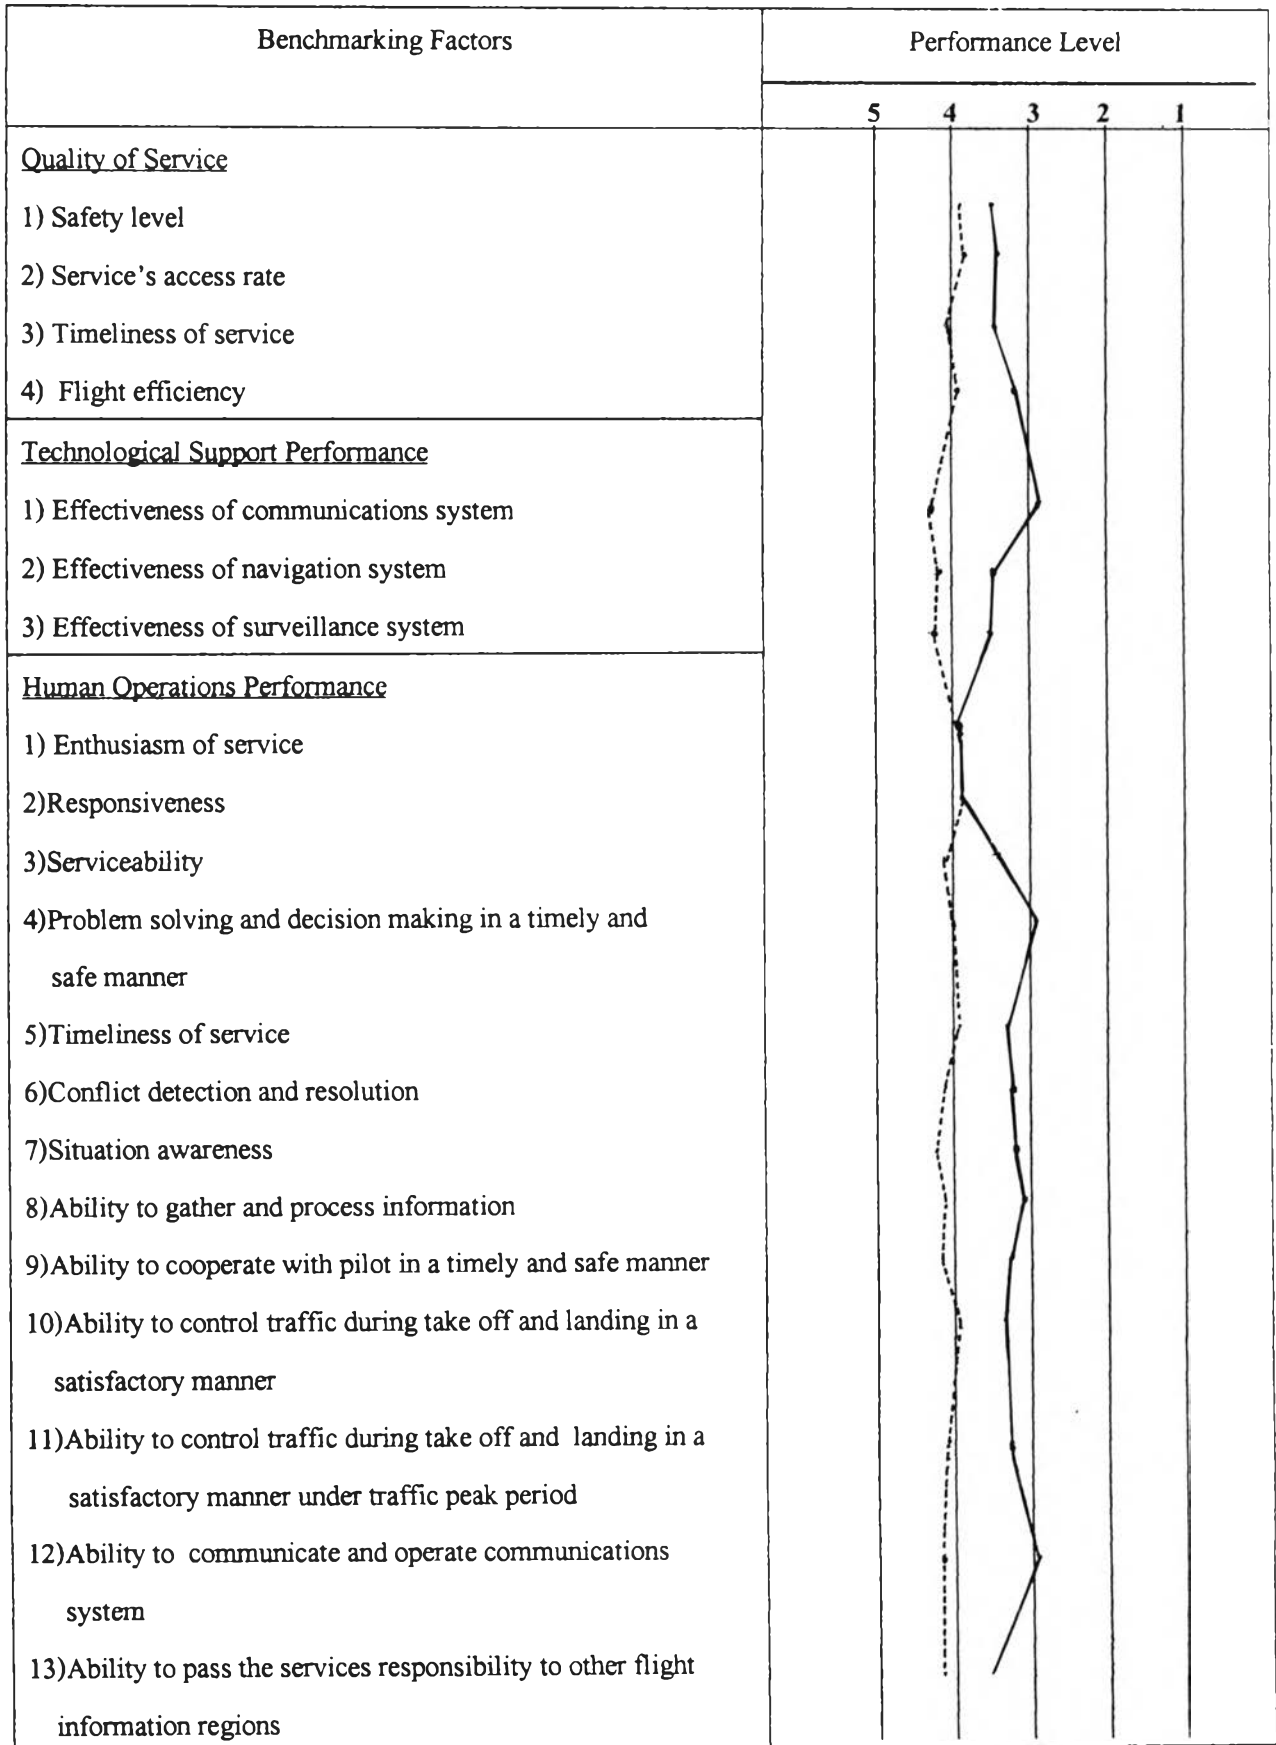 Benchmarking Factors
Performance Level
5 4 3 2 1
Quality of Service
1) Safety level
2) Service's access rate
3) Timeliness of service
4) Flight efficiency
Technological Support Performance
1) Effectiveness of communications system
2) Effectiveness of navigation system
3) Effectiveness of surveillance system
Human Operations Performance
1) Enthusiasm of service
2)Responsiveness
3)Serviceability
4)Problem solving and decision making in a timely and
safe manner
5)Timeliness of service
6)Conflict detection and resolution
7)Situation awareness
8)Ability to gather and process information
9)Ability to cooperate with pilot in a timely and safe manner
10)Ability to control traffic during take off and landing in a
satisfactory manner
11)Ability to control traffic during take off and landing in a
satisfactory manner under traffic peak period
12)Ability to communicate and operate communications
system
13)Ability to pass the services responsibility to other flight
information regions